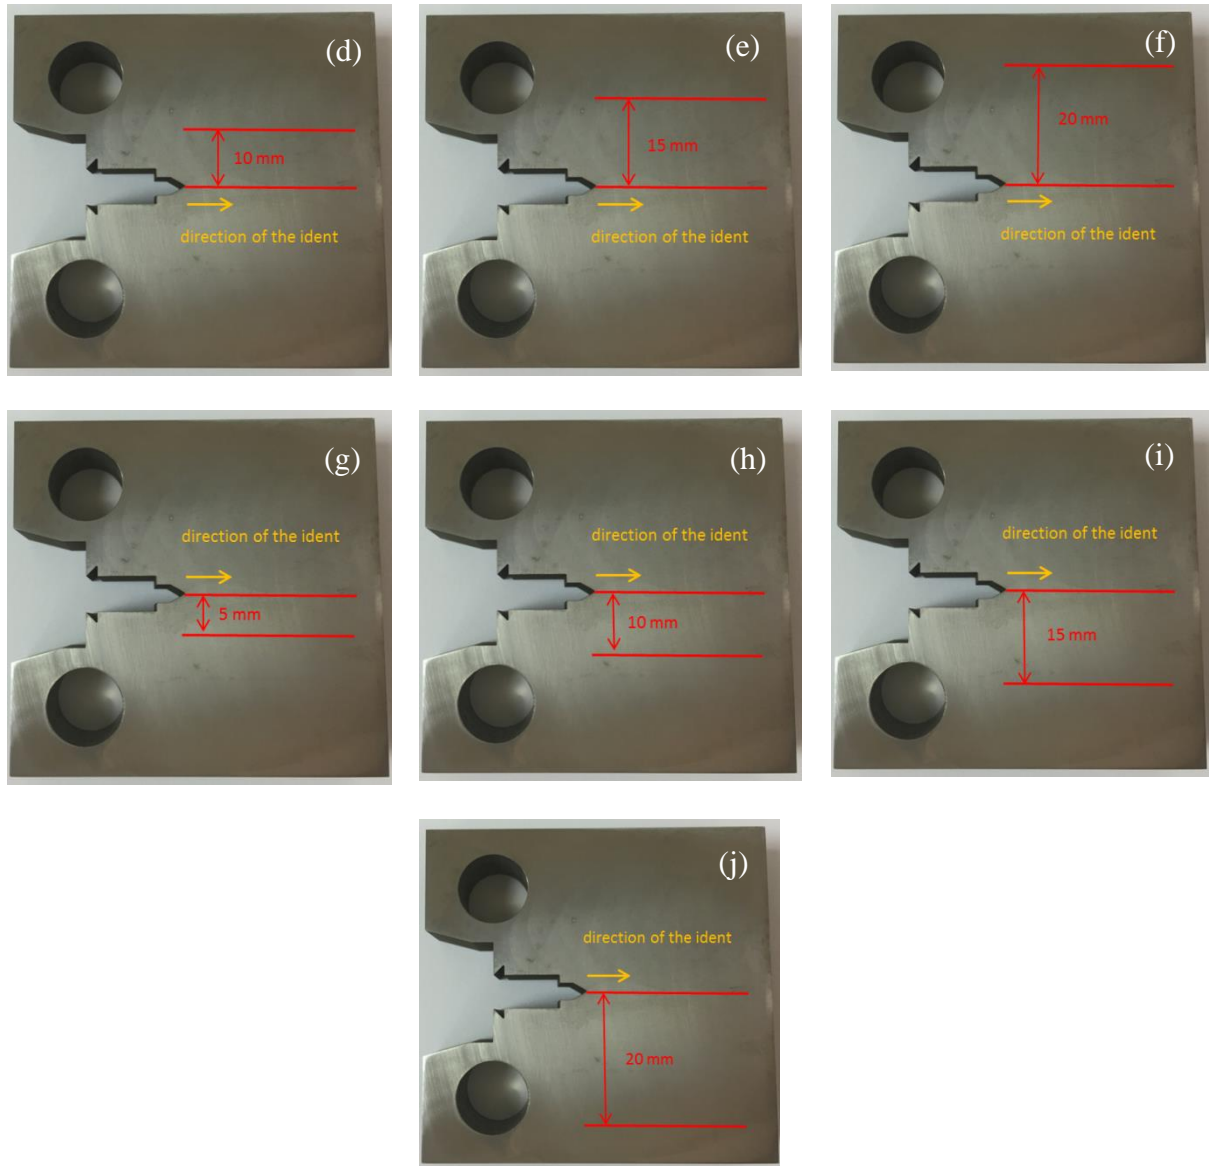 (d)
10 mm
direction of the ident
(e)
15 mm
direction of the ident
(f)
20 mm
direction of the ident
(g)
direction of the ident
5 mm
(h)
direction of the ident
10 mm
(i)
direction of the ident
15 mm
(j)
direction of the ident
20 mm